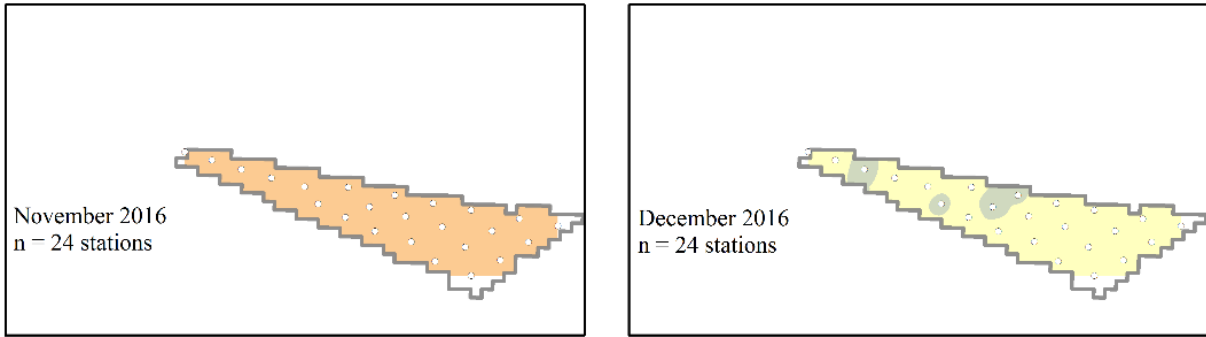 November 2016
n = 24 stations
December 2016
n = 24 stations